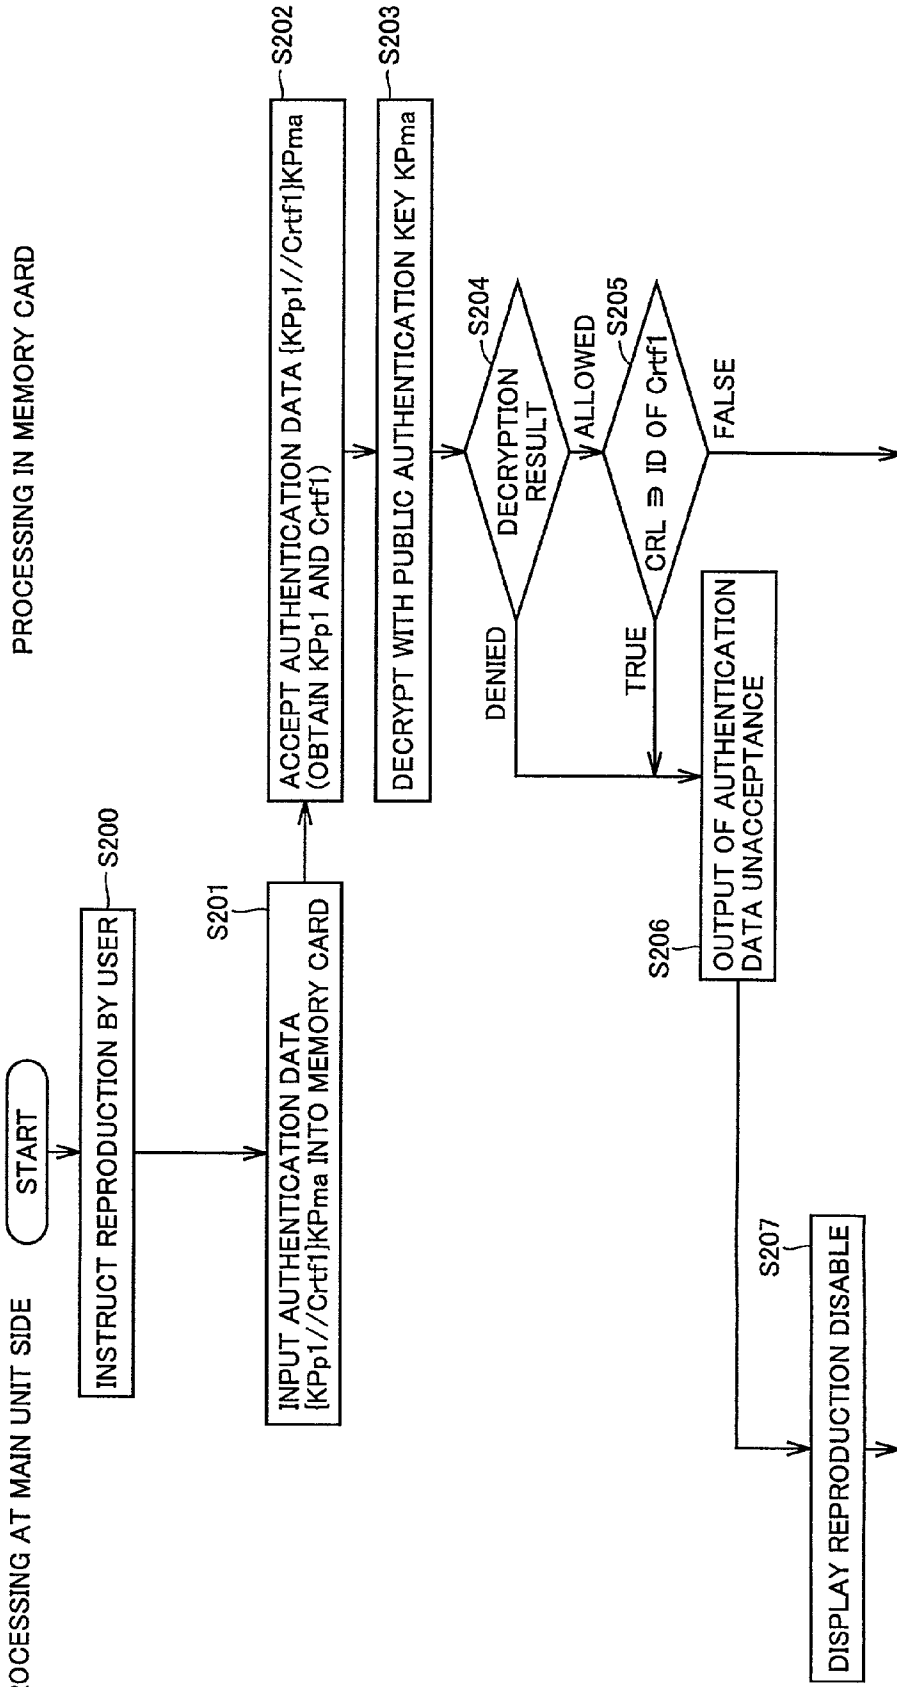 OCESSING AT MAIN UNIT SIDE
PROCESSING IN MEMORY CARD
START
INSTRUCT REPRODUCTION BY USER
S200
S201
INPUT AUTHENTICATION DATA
{KPp1//Crtf1}KPma INTO MEMORY CARD
S202
ACCEPT AUTHENTICATION DATA {KPp1//Crtf1}KPma
(OBTAIN KPp1 AND Crtf1)
S203
DECRYPT WITH PUBLIC AUTHENTICATION KEY KPma
S204
DECRYPTION
RESULT
DENIED
ALLOWED
S205
CRL ∋ ID OF Crtf1
TRUE
FALSE
S206
OUTPUT OF AUTHENTICATION
DATA UNACCEPTANCE
S207
DISPLAY REPRODUCTION DISABLE